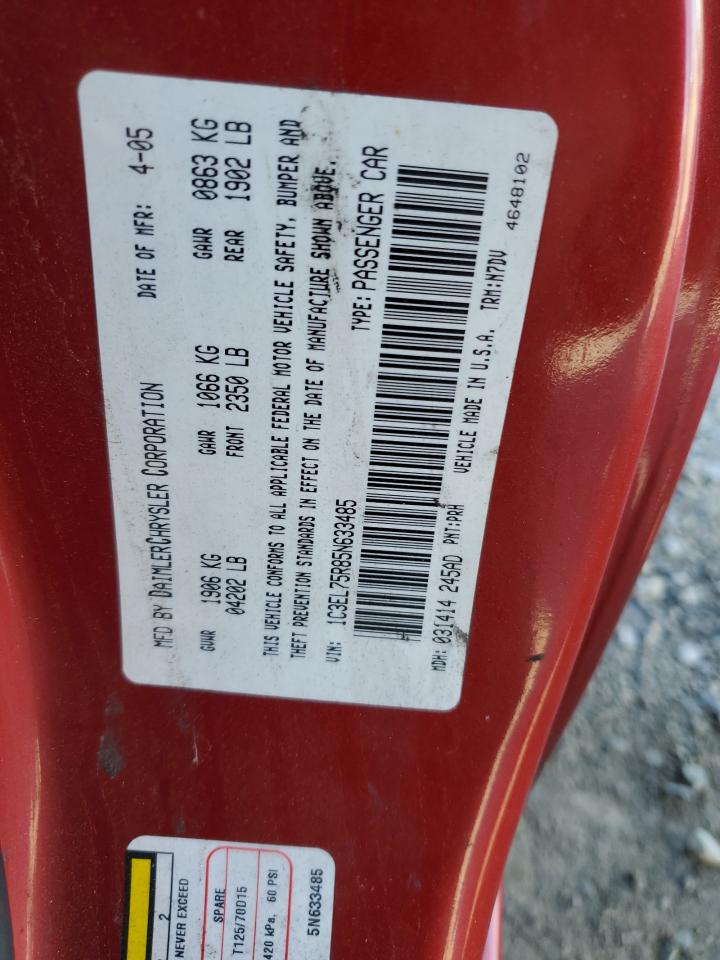 MFD BY DAIMLERCHRYSLER CORPORATION DATE OF MFR: 4-05
GVWR 1906 KG GAWR 1066 KG GAWR 0863 KG
04202 LB FRONT 2350 LB REAR 1902 LB
THIS VEHICLE CONFORMS TO ALL APPLICABLE FEDERAL MOTOR VEHICLE SAFETY, BUMPER AND
THEFT PREVENTION STANDARDS IN EFFECT ON THE DATE OF MANUFACTURE SHOWN ABOVE.
VIN: 1C3EL75R85N633485 TYPE: PASSENGER CAR
VEHICLE MADE IN U.S.A. TRM:N7DV
MDH: 031414 245AD PNT:PRH 4648102
2
NEVER EXCEED
SPARE
T125/70D15
420 kPa, 60 PSI
5N633485